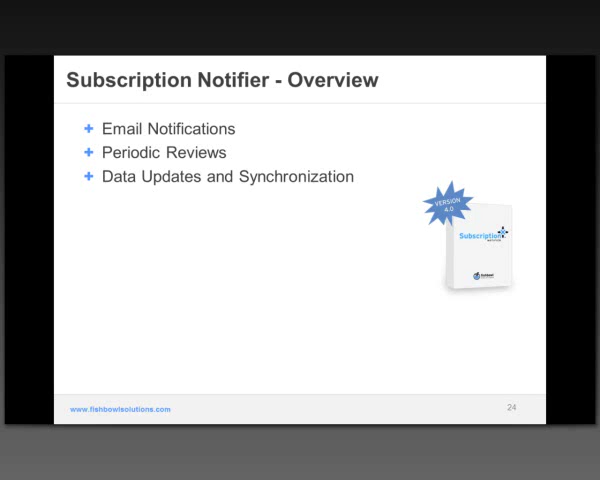 Subscription Notifier - Overview
Email Notifications
Periodic Reviews
Data Updates and Synchronization
VERSION
4.0
Subscription
fishbowl
www.fishbowlsolutions.com
24